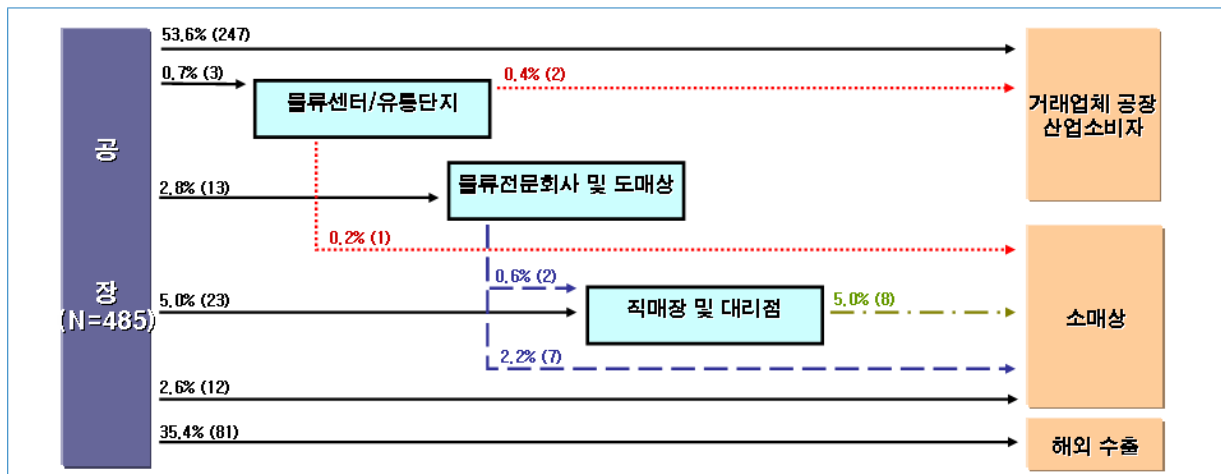 53.6% (247)
0.7% (3)
0.4% (2)
물류센터/유통단지
거래업체 공장
산업소비자
공
2.8% (13)
물류전문회사 및 도매상
0.2% (1)
0.6% (2)
장
(N=485)
5.0% (23)
직매장 및 대리점
5.0% (8)
소매상
2.2% (7)
2.6% (12)
35.4% (81)
해외 수출